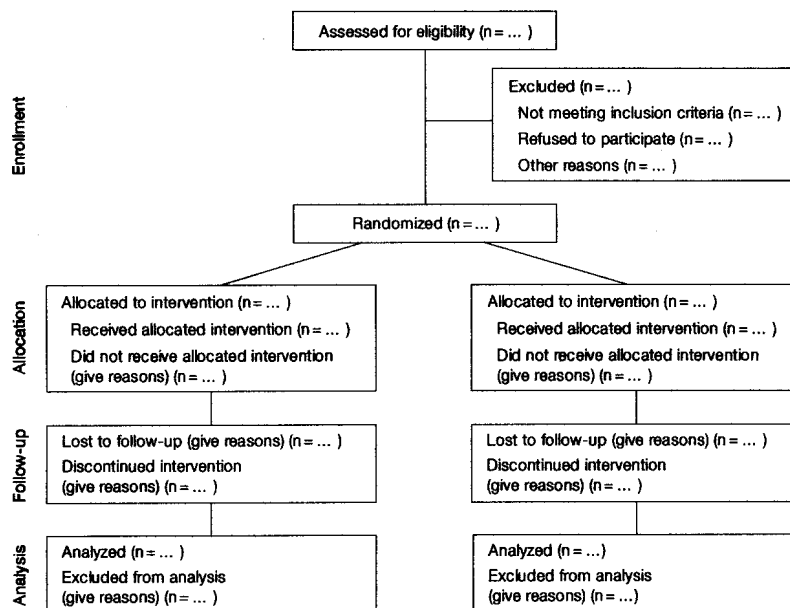 Assessed for eligibility (n = ... )
Enrollment
Excluded (n = ... )
Not meeting inclusion criteria (n = ... )
Refused to participate (n = ... )
Other reasons (n = ... )
Randomized (n = ... )
Allocation
Allocated to intervention (n = ... )
Received allocated intervention (n = ... )
Did not receive allocated intervention
(give reasons) (n = ... )
Allocated to intervention (n = ... )
Received allocated intervention (n = ... )
Did not receive allocated intervention
(give reasons) (n = ... )
Follow-up
Lost to follow-up (give reasons) (n = ... )
Discontinued intervention
(give reasons) (n = ... )
Lost to follow-up (give reasons) (n = ... )
Discontinued intervention
(give reasons) (n = ... )
Analysis
Analyzed (n = ... )
Excluded from analysis
(give reasons) (n = ... )
Analyzed (n = ...)
Excluded from analysis
(give reasons) (n = ...)